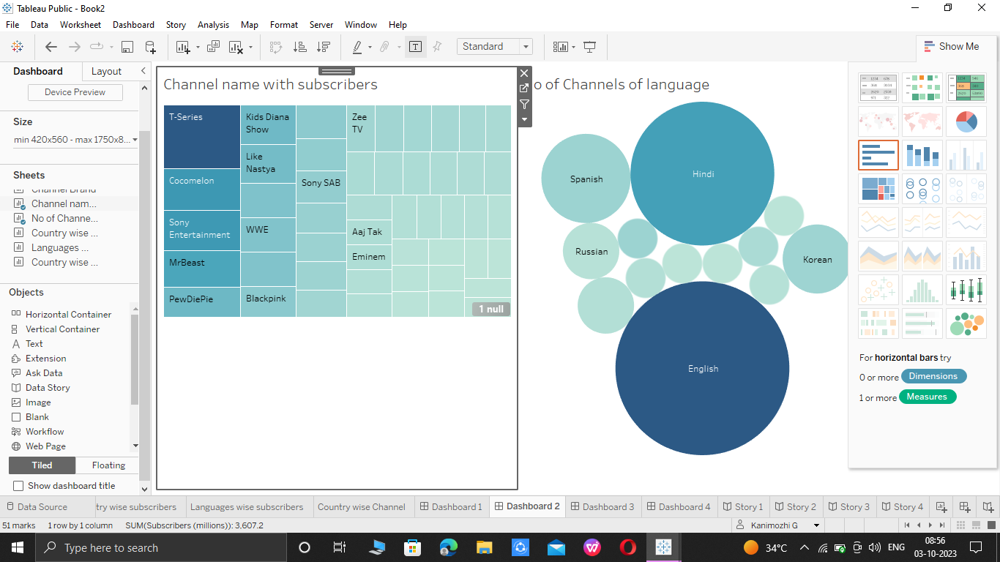 Tableau Public - Book2
File Data Worksheet Dashboard Story Analysis Map Format Server Window Help
Standard
Show Me
Dashboard Layout
Device Preview
Size
min 420x560 - max 1750x8...
Sheets
Channel Brand
Channel nam...
No of Channe...
Country wise ...
Languages ...
Country wise ...
Objects
Horizontal Container
Vertical Container
Text
Extension
Ask Data
Data Story
Image
Blank
Workflow
Web Page
Tiled Floating
Show dashboard title
Channel name with subscribers
T-Series
Cocomelon
Sony
Entertainment
MrBeast
PewDiePie
Kids Diana
Show
Like
Nastya
WWE
Blackpink
Sony SAB
Zee
TV
Aaj Tak
Eminem
1 null
o of Channels of language
Spanish
Hindi
Russian
Korean
English
For horizontal bars try
0 or more Dimensions
1 or more Measures
Data Source
try wise subscribers
Languages wise subscribers
Country wise Channel
Dashboard 1
Dashboard 2
Dashboard 3
Dashboard 4
Story 1
Story 2
Story 3
Story 4
51 marks 1 row by 1 column SUM(Subscribers (millions)): 3,607.2
Kanimozhi G
Type here to search
34°C
ENG
08:56
03-10-2023